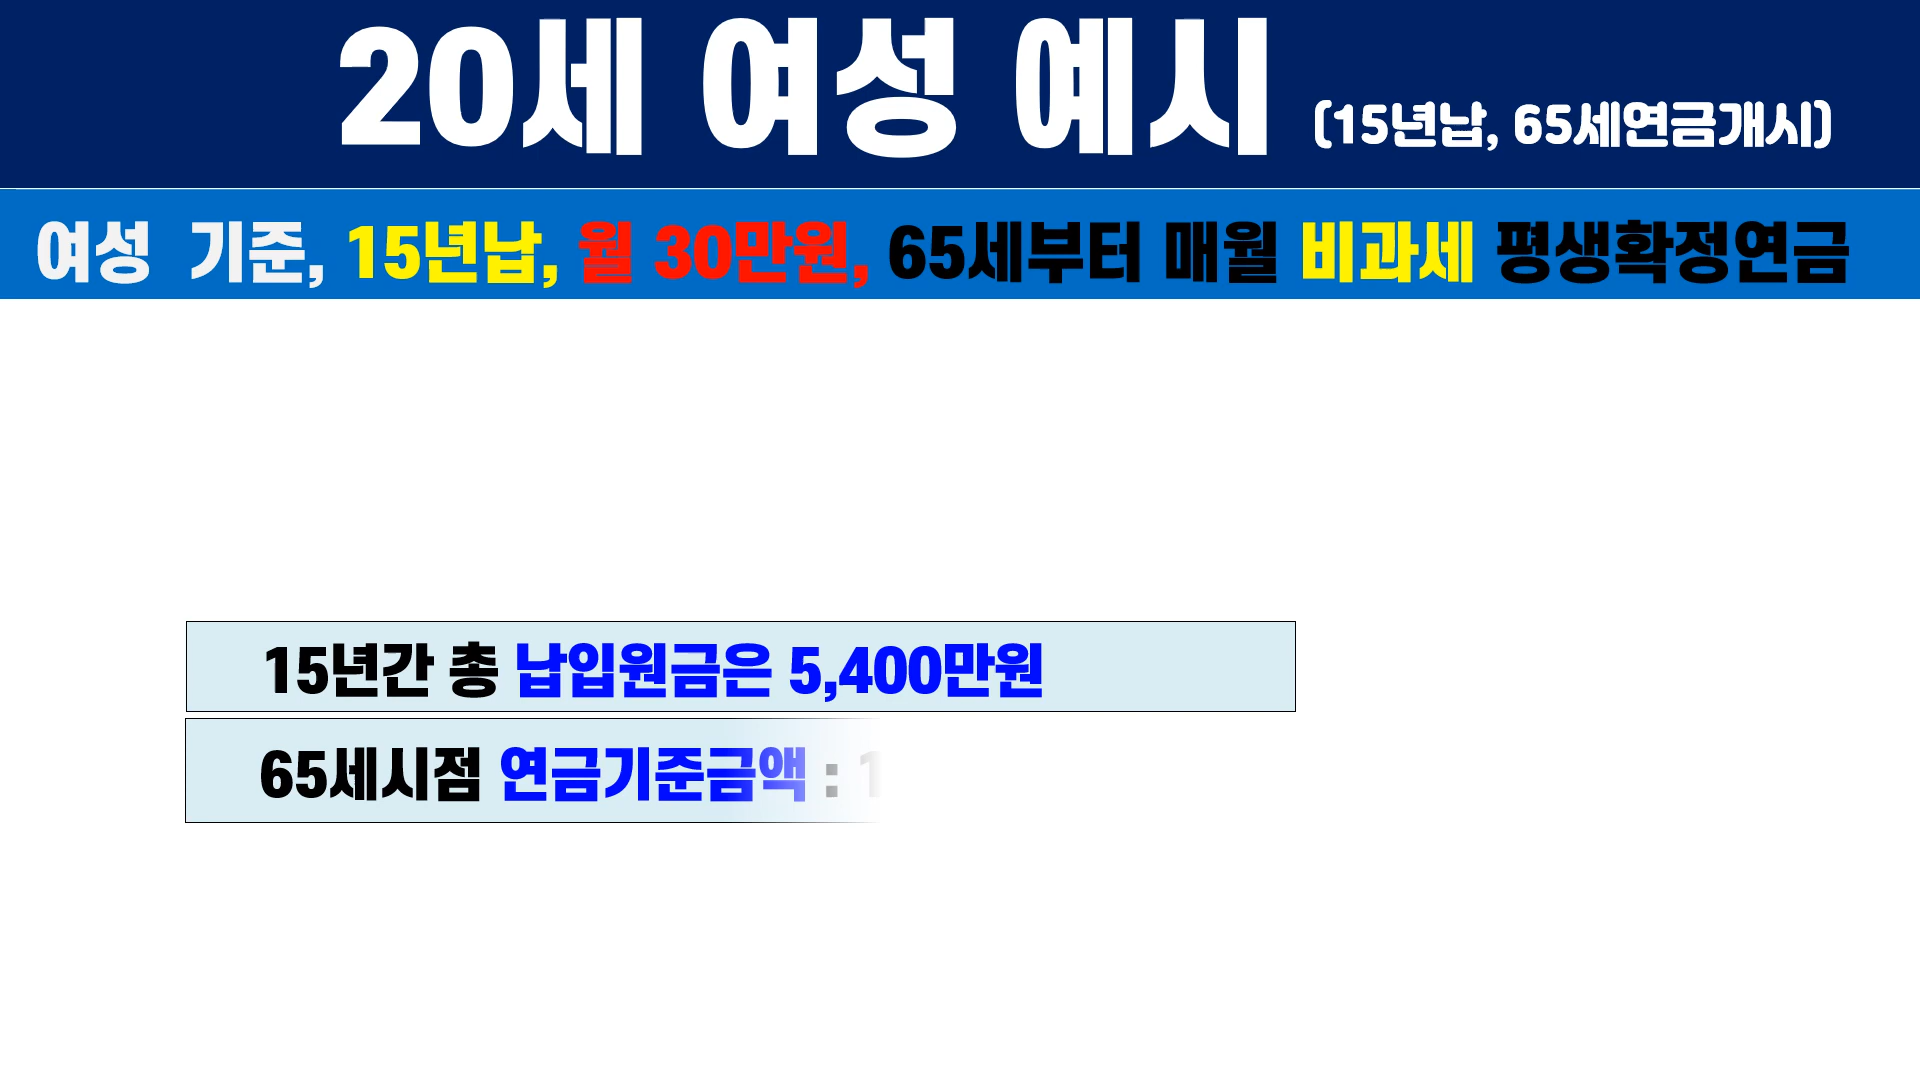 20세 여성 예시 (15년납, 65세연금개시)
여성 기준, 15년납, 월 30만원, 65세부터 매월 비과세 평생확정연금
15년간 총 납입원금은 5,400만원
65세시점 연금기준금액 :